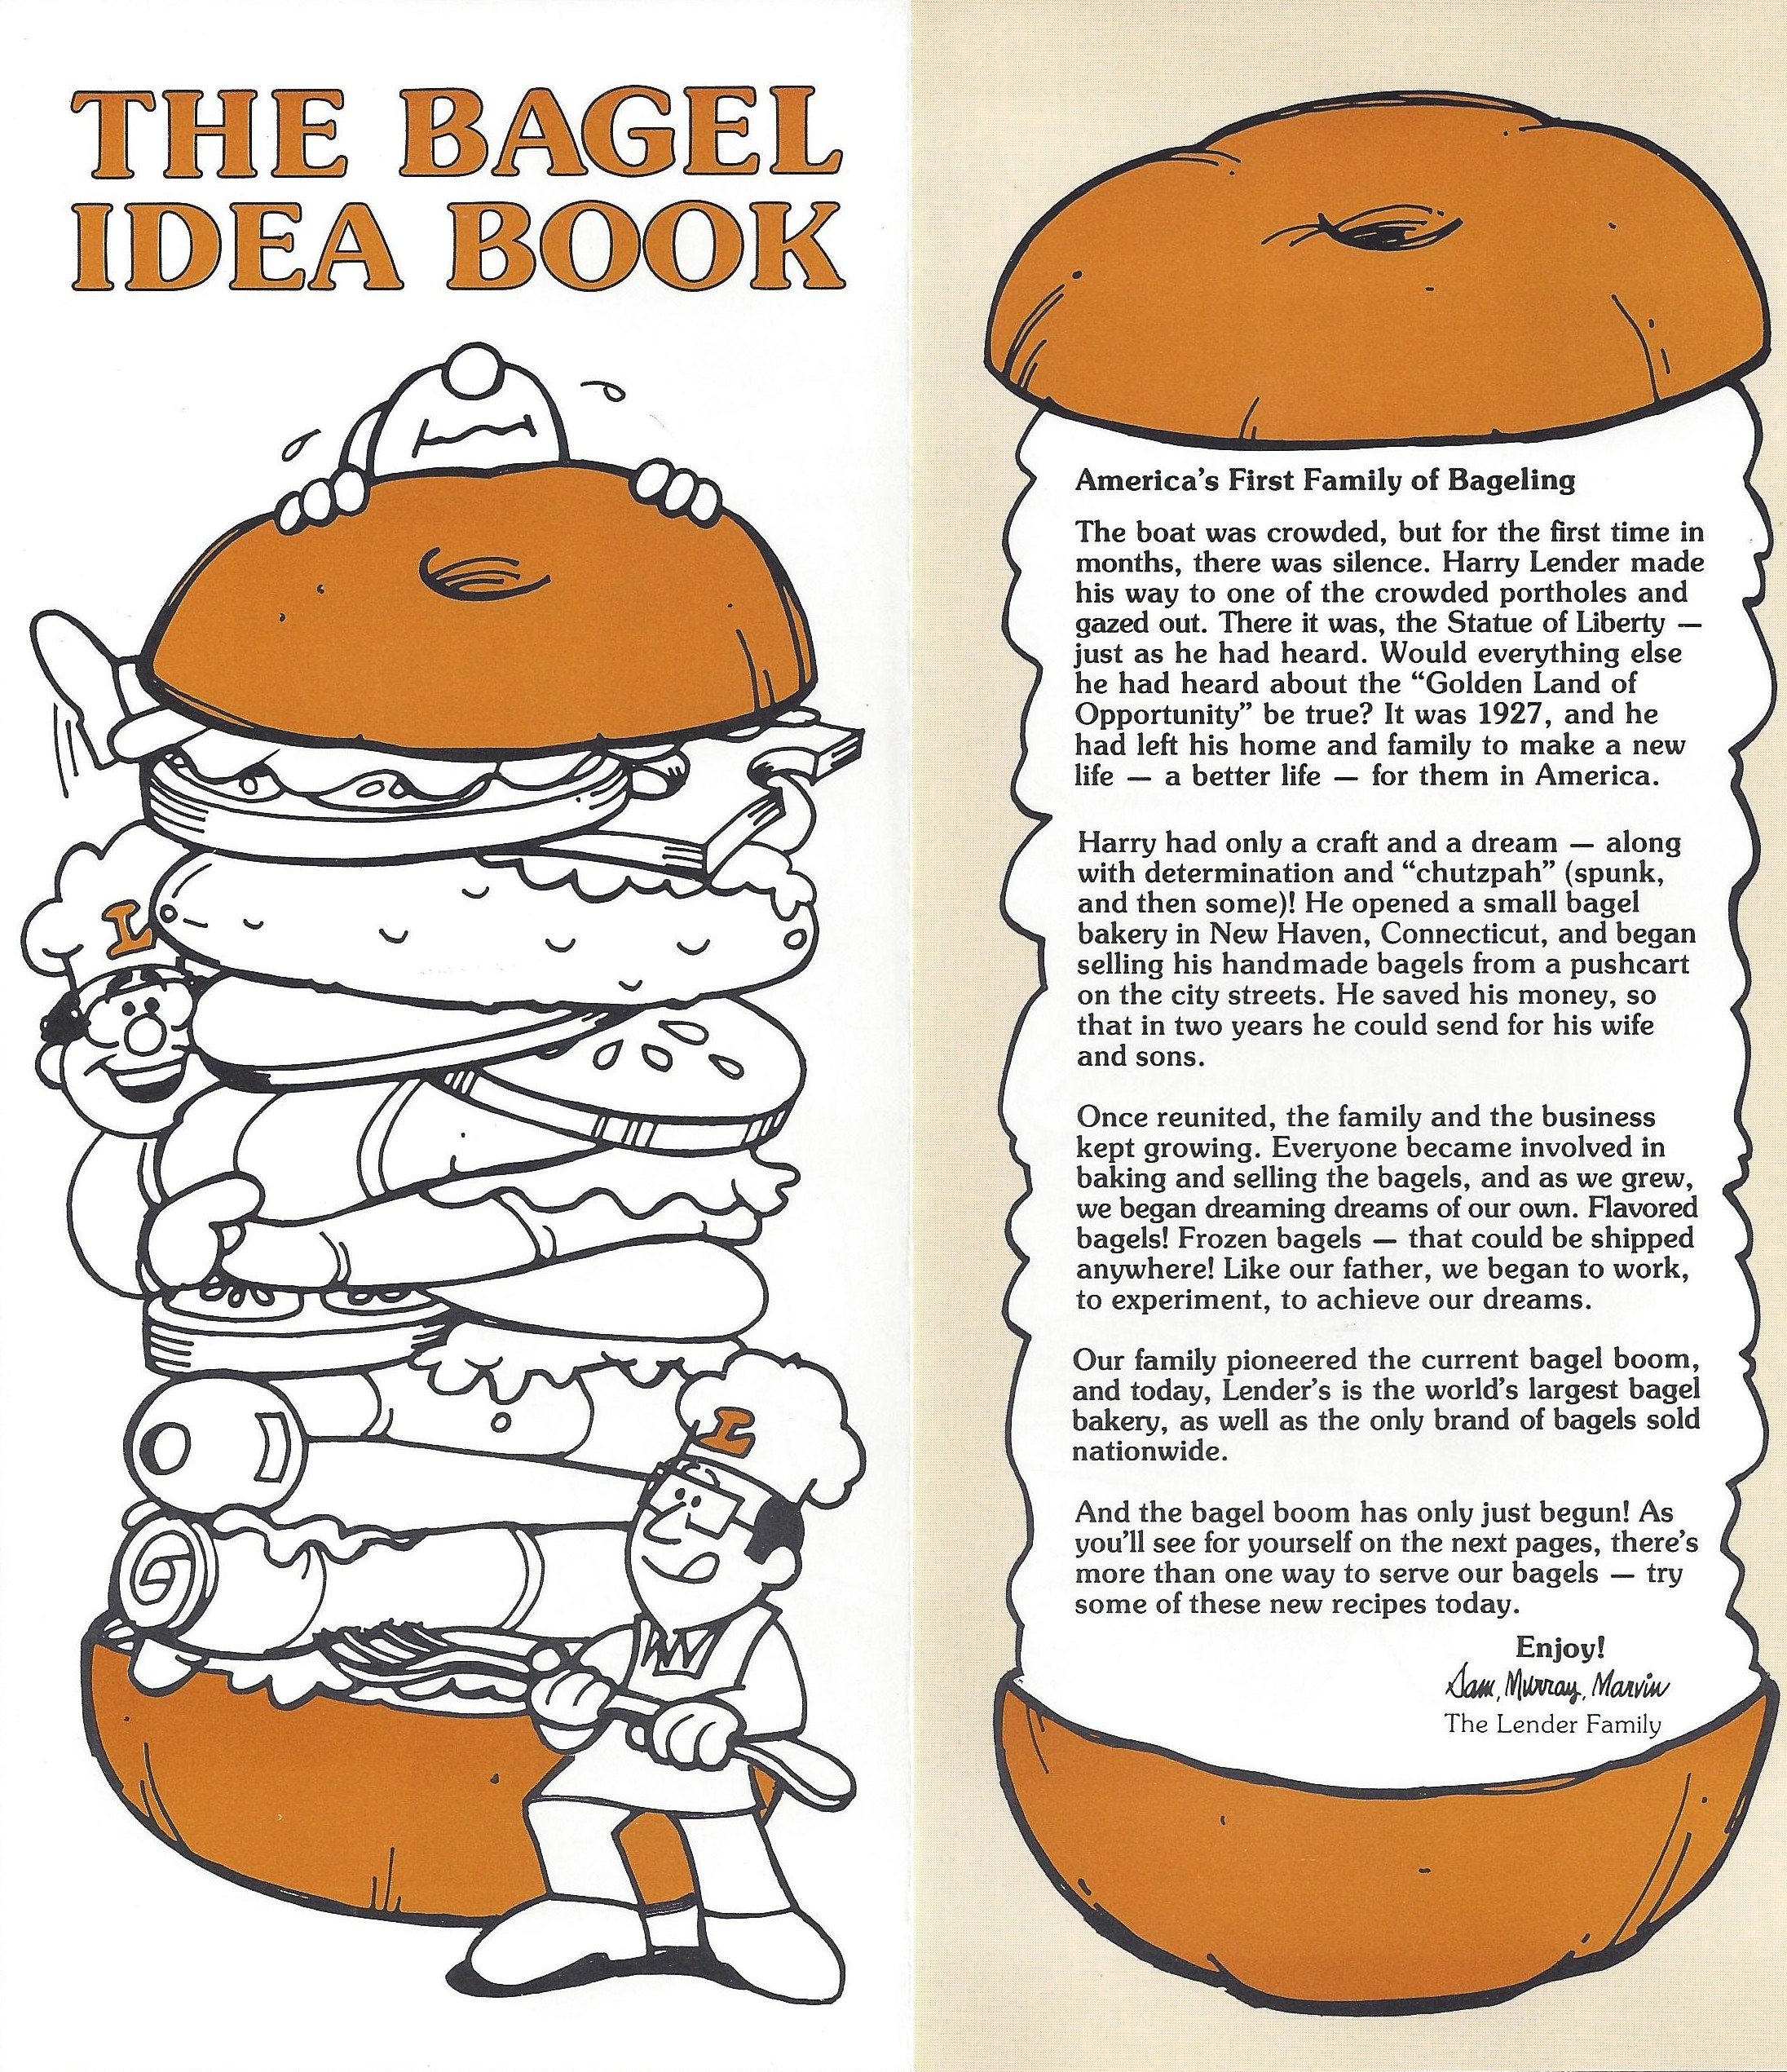 THE BAGEL
IDEA BOOK
L
L
America's First Family of Bageling
The boat was crowded, but for the first time in
months, there was silence. Harry Lender made
his way to one of the crowded portholes and
gazed out. There it was, the Statue of Liberty —
just as he had heard. Would everything else
he had heard about the “Golden Land of
Opportunity” be true? It was 1927, and he
had left his home and family to make a new
life — a better life — for them in America.
Harry had only a craft and a dream — along
with determination and “chutzpah” (spunk,
and then some)! He opened a small bagel
bakery in New Haven, Connecticut, and began
selling his handmade bagels from a pushcart
on the city streets. He saved his money, so
that in two years he could send for his wife
and sons.
Once reunited, the family and the business
kept growing. Everyone became involved in
baking and selling the bagels, and as we grew,
we began dreaming dreams of our own. Flavored
bagels! Frozen bagels — that could be shipped
anywhere! Like our father, we began to work,
to experiment, to achieve our dreams.
Our family pioneered the current bagel boom,
and today, Lender's is the world's largest bagel
bakery, as well as the only brand of bagels sold
nationwide.
And the bagel boom has only just begun! As
you'll see for yourself on the next pages, there's
more than one way to serve our bagels — try
some of these new recipes today.
Enjoy!
Sam, Murray, Marvin
The Lender Family